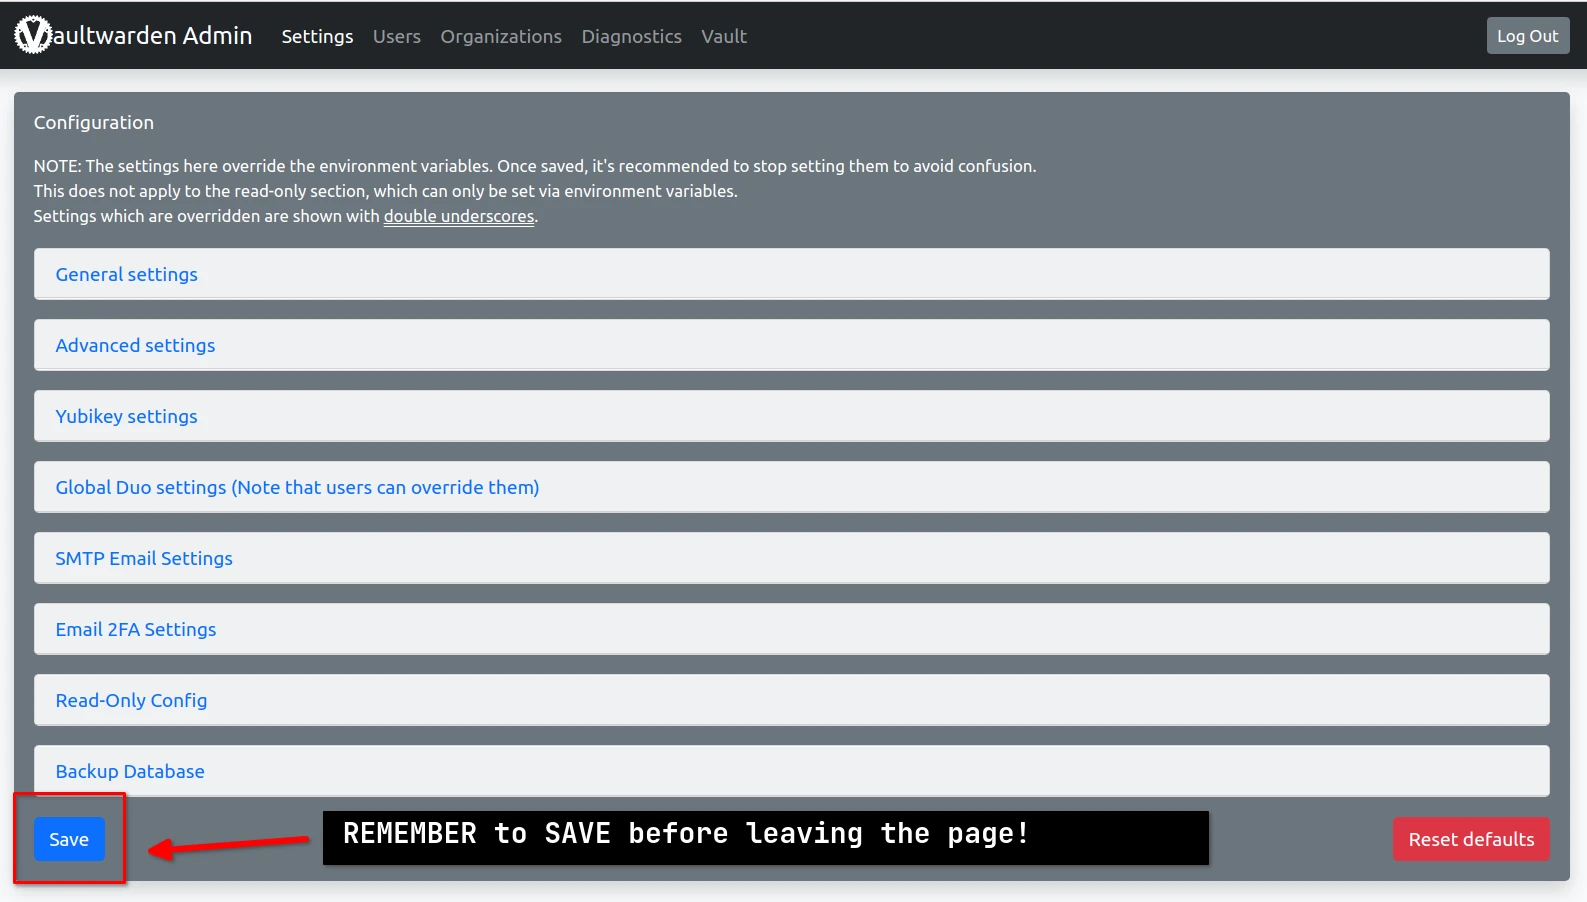 Vaultwarden Admin Settings Users Organizations Diagnostics Vault Log Out
Configuration
NOTE: The settings here override the environment variables. Once saved, it's recommended to stop setting them to avoid confusion.
This does not apply to the read-only section, which can only be set via environment variables.
Settings which are overridden are shown with double underscores.
General settings
Advanced settings
Yubikey settings
Global Duo settings (Note that users can override them)
SMTP Email Settings
Email 2FA Settings
Read-Only Config
Backup Database
Save REMEMBER to SAVE before leaving the page! Reset defaults